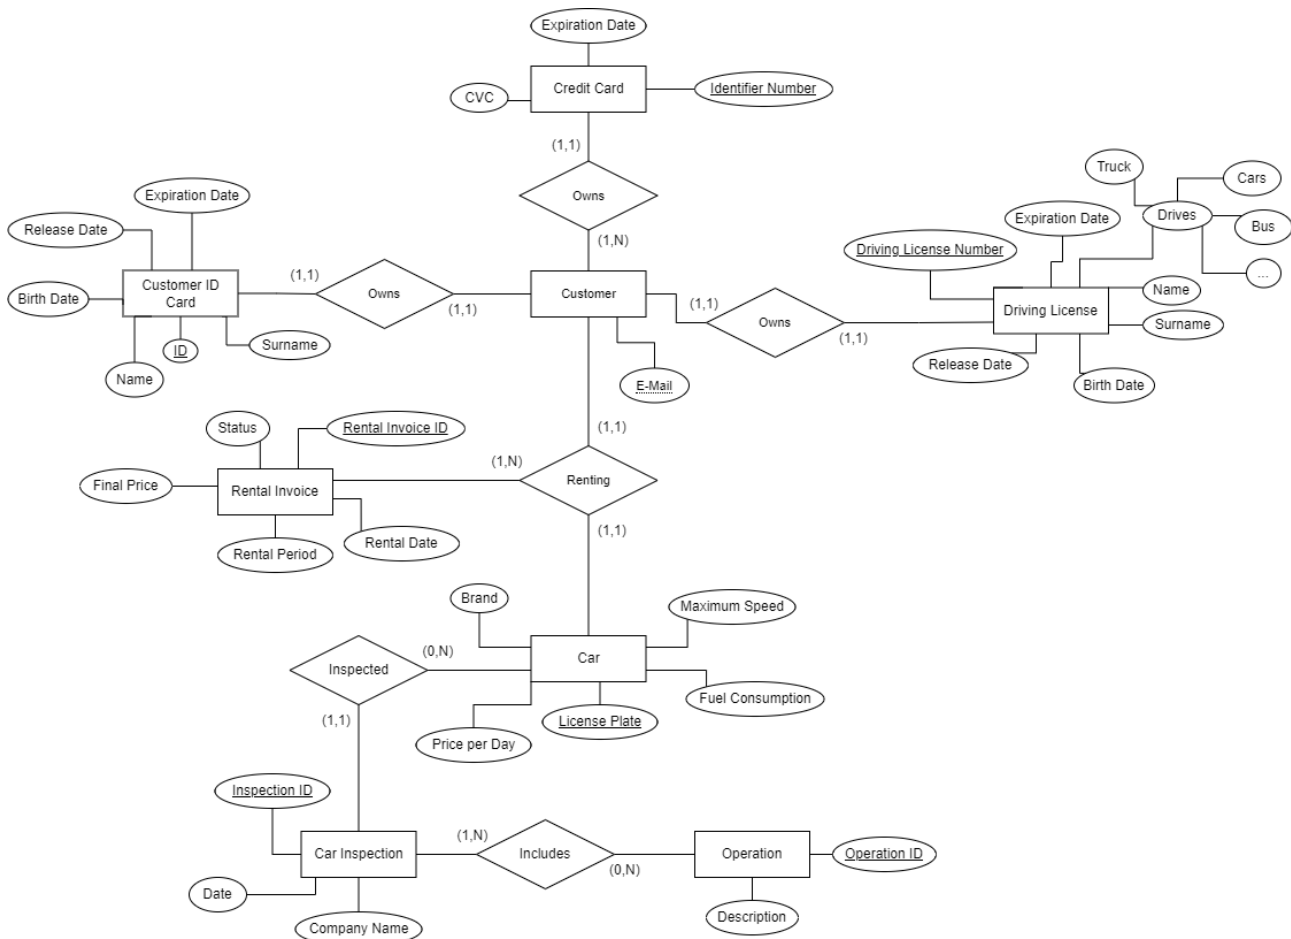 Expiration Date
Credit Card
Identifier Number
CVC
(1,1)
Owns
(1,N)
Truck
Cars
Drives
Bus
...
Expiration Date
Release Date
Expiration Date
Driving License Number
Customer ID
Card
Birth Date
(1,1)
Owns
(1,1)
Customer
(1,1)
Owns
(1,1)
Driving License
Name
Surname
Name
ID
Surname
E-Mail
Release Date
Birth Date
Status
Rental Invoice ID
(1,1)
Final Price
Rental Invoice
(1,N)
Renting
(1,1)
Rental Period
Rental Date
Brand
Maximum Speed
Inspected
(0,N)
Car
(1,1)
Price per Day
License Plate
Fuel Consumption
Inspection ID
Car Inspection
(1,N)
Includes
(0,N)
Operation
Operation ID
Date
Company Name
Description